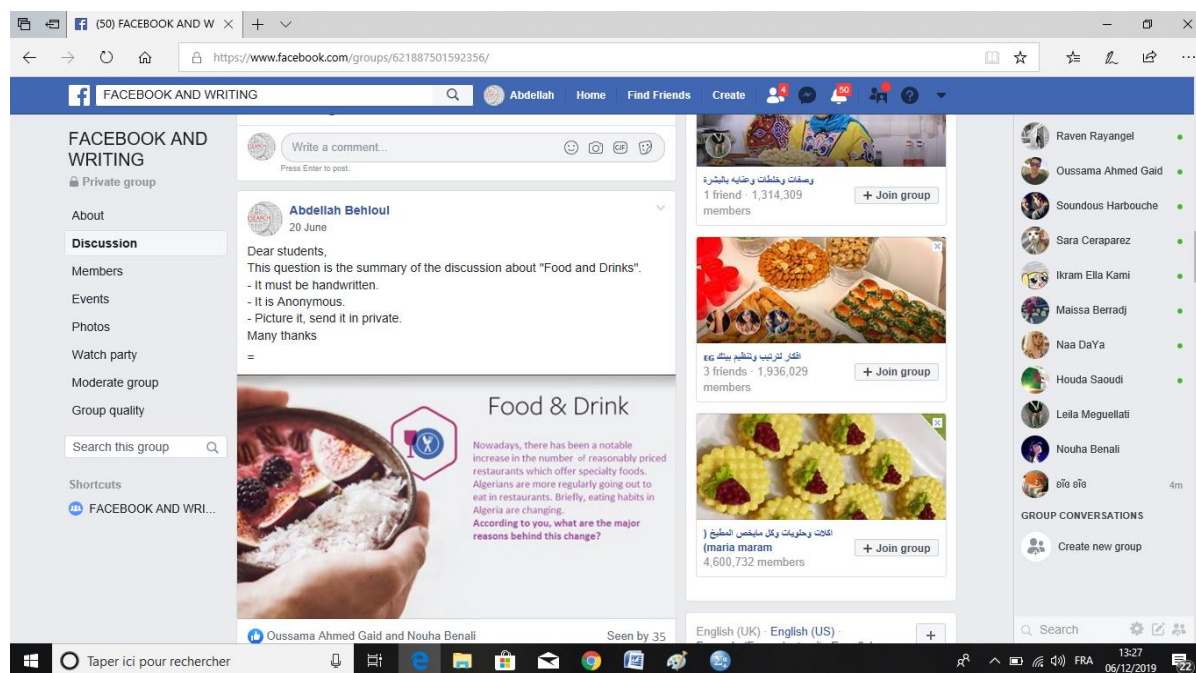 (50) FACEBOOK AND W
https://www.facebook.com/groups/621887501592356/
FACEBOOK AND WRITING
Abdellah
Home
Find Friends
Create
4
50
FACEBOOK AND
WRITING
Private group
About
Discussion
Members
Events
Photos
Watch party
Moderate group
Group quality
Search this group
Shortcuts
FACEBOOK AND WRI...
Write a comment...
GIF
Press Enter to post.
Abdellah Behloul
20 June
Dear students,
This question is the summary of the discussion about "Food and Drinks".
- It must be handwritten.
- It is Anonymous.
- Picture it, send it in private.
Many thanks
=
Food & Drink
Nowadays, there has been a notable
increase in the number of reasonably priced
restaurants which offer specialty foods.
Algerians are more regularly going out to
eat in restaurants. Briefly, eating habits in
Algeria are changing.
According to you, what are the major
reasons behind this change?
Oussama Ahmed Gaid and Nouha Benali
Seen by 35
وصفات وخلطات وعنايه بالبشرة
1 friend · 1,314,309
members
+ Join group
افكار لترتيب وتنظيم بيتك EG
3 friends · 1,936,029
members
+ Join group
اكلات وحلويات وكل مايخص المطبخ (
(maria maram
4,600,732 members
+ Join group
English (UK) · English (US) ·
Raven Rayangel
Oussama Ahmed Gaid
Soundous Harbouche
Sara Ceraparez
Ikram Ella Kami
Maissa Berradj
Naa DaYa
Houda Saoudi
Leila Meguellati
Nouha Benali
4m
GROUP CONVERSATIONS
Create new group
Search
Taper ici pour rechercher
FRA
13:27
06/12/2019
22